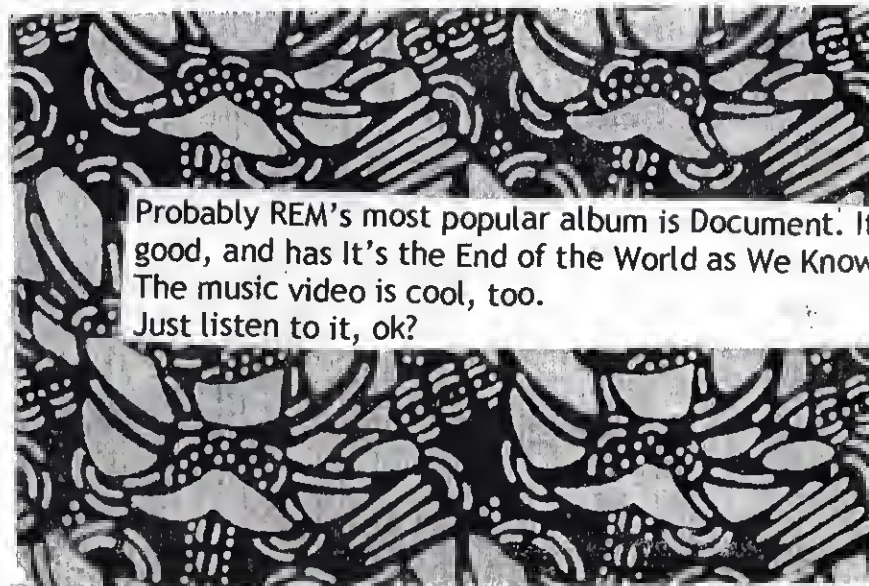 Probably REM's most popular album is Document. It
good, and has It's the End of the World as We Know
The music video is cool, too.
Just listen to it, ok?